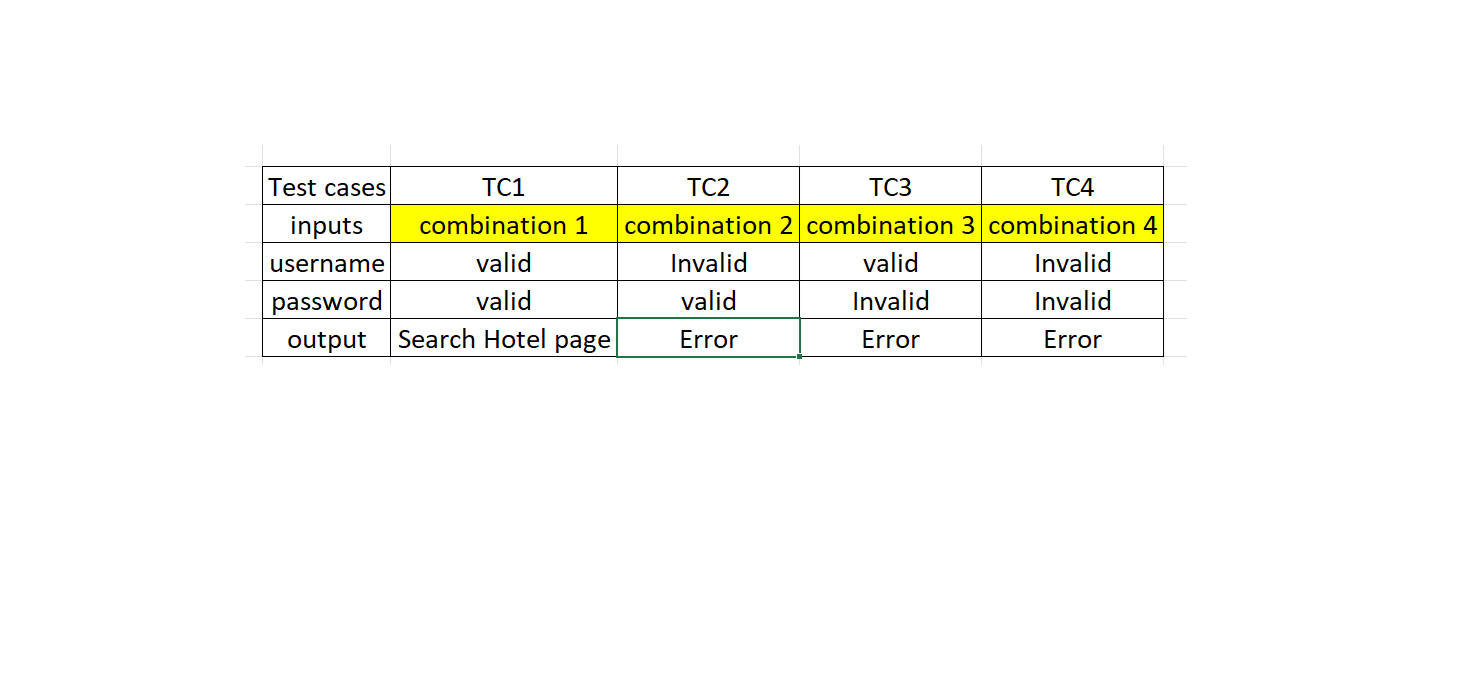 Test cases TC1 TC2 TC3 TC4
inputs combination 1 combination 2 combination 3 combination 4
username valid Invalid valid Invalid
password valid valid Invalid Invalid
output Search Hotel page Error Error Error